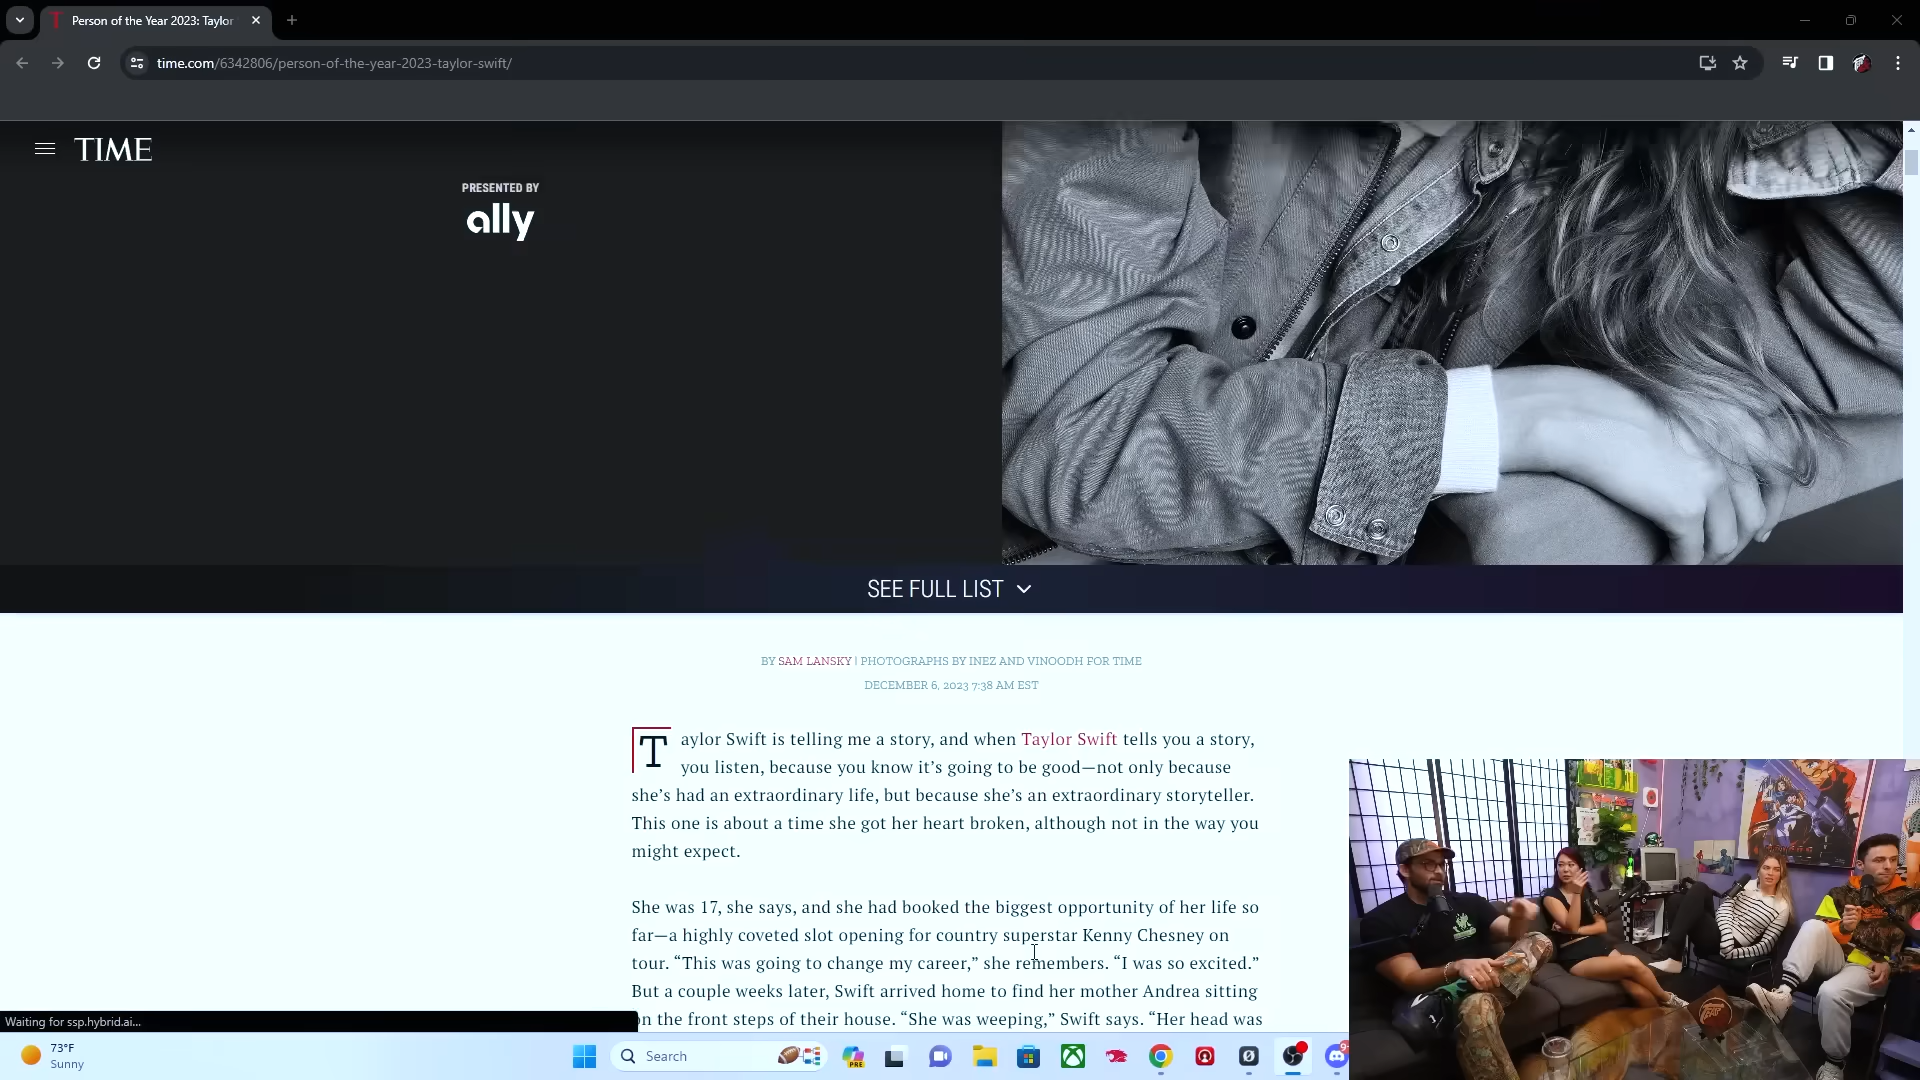 Person of the Year 2023: Taylor
time.com/6342806/person-of-the-year-2023-taylor-swift/
TIME
PRESENTED BY
ally
SEE FULL LIST
BY SAM LANSKY | PHOTOGRAPHS BY INEZ AND VINOODH FOR TIME
DECEMBER 6, 2023 7:38 AM EST
Taylor Swift is telling me a story, and when Taylor Swift tells you a story,
you listen, because you know it’s going to be good—not only because
she’s had an extraordinary life, but because she’s an extraordinary storyteller.
This one is about a time she got her heart broken, although not in the way you
might expect.
She was 17, she says, and she had booked the biggest opportunity of her life so
far—a highly coveted slot opening for country superstar Kenny Chesney on
tour. “This was going to change my career,” she remembers. “I was so excited.”
But a couple weeks later, Swift arrived home to find her mother Andrea sitting
on the front steps of their house. “She was weeping,” Swift says. “Her head was
Waiting for ssp.hybrid.ai...
73°F
Sunny
Search
PRE